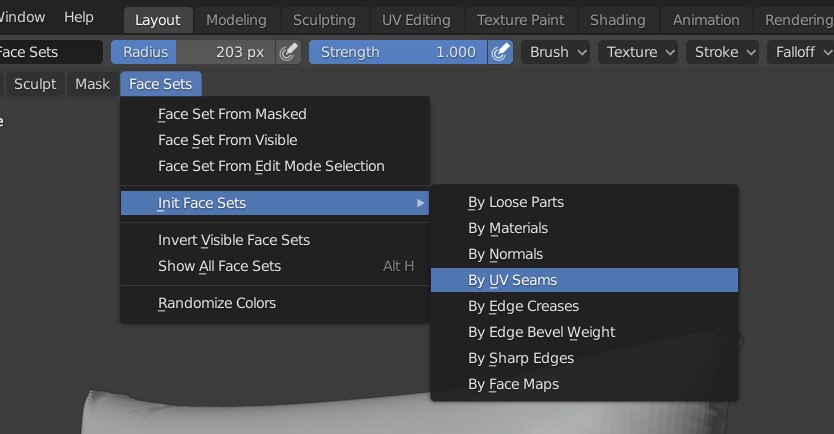 Window Help Layout Modeling Sculpting UV Editing Texture Paint Shading Animation Rendering
Face Sets Radius 203 px Strength 1.000 Brush Texture Stroke Falloff
Sculpt Mask Face Sets
e
Face Set From Masked
Face Set From Visible
Face Set From Edit Mode Selection
Init Face Sets
Invert Visible Face Sets
Show All Face Sets Alt H
Randomize Colors
By Loose Parts
By Materials
By Normals
By UV Seams
By Edge Creases
By Edge Bevel Weight
By Sharp Edges
By Face Maps